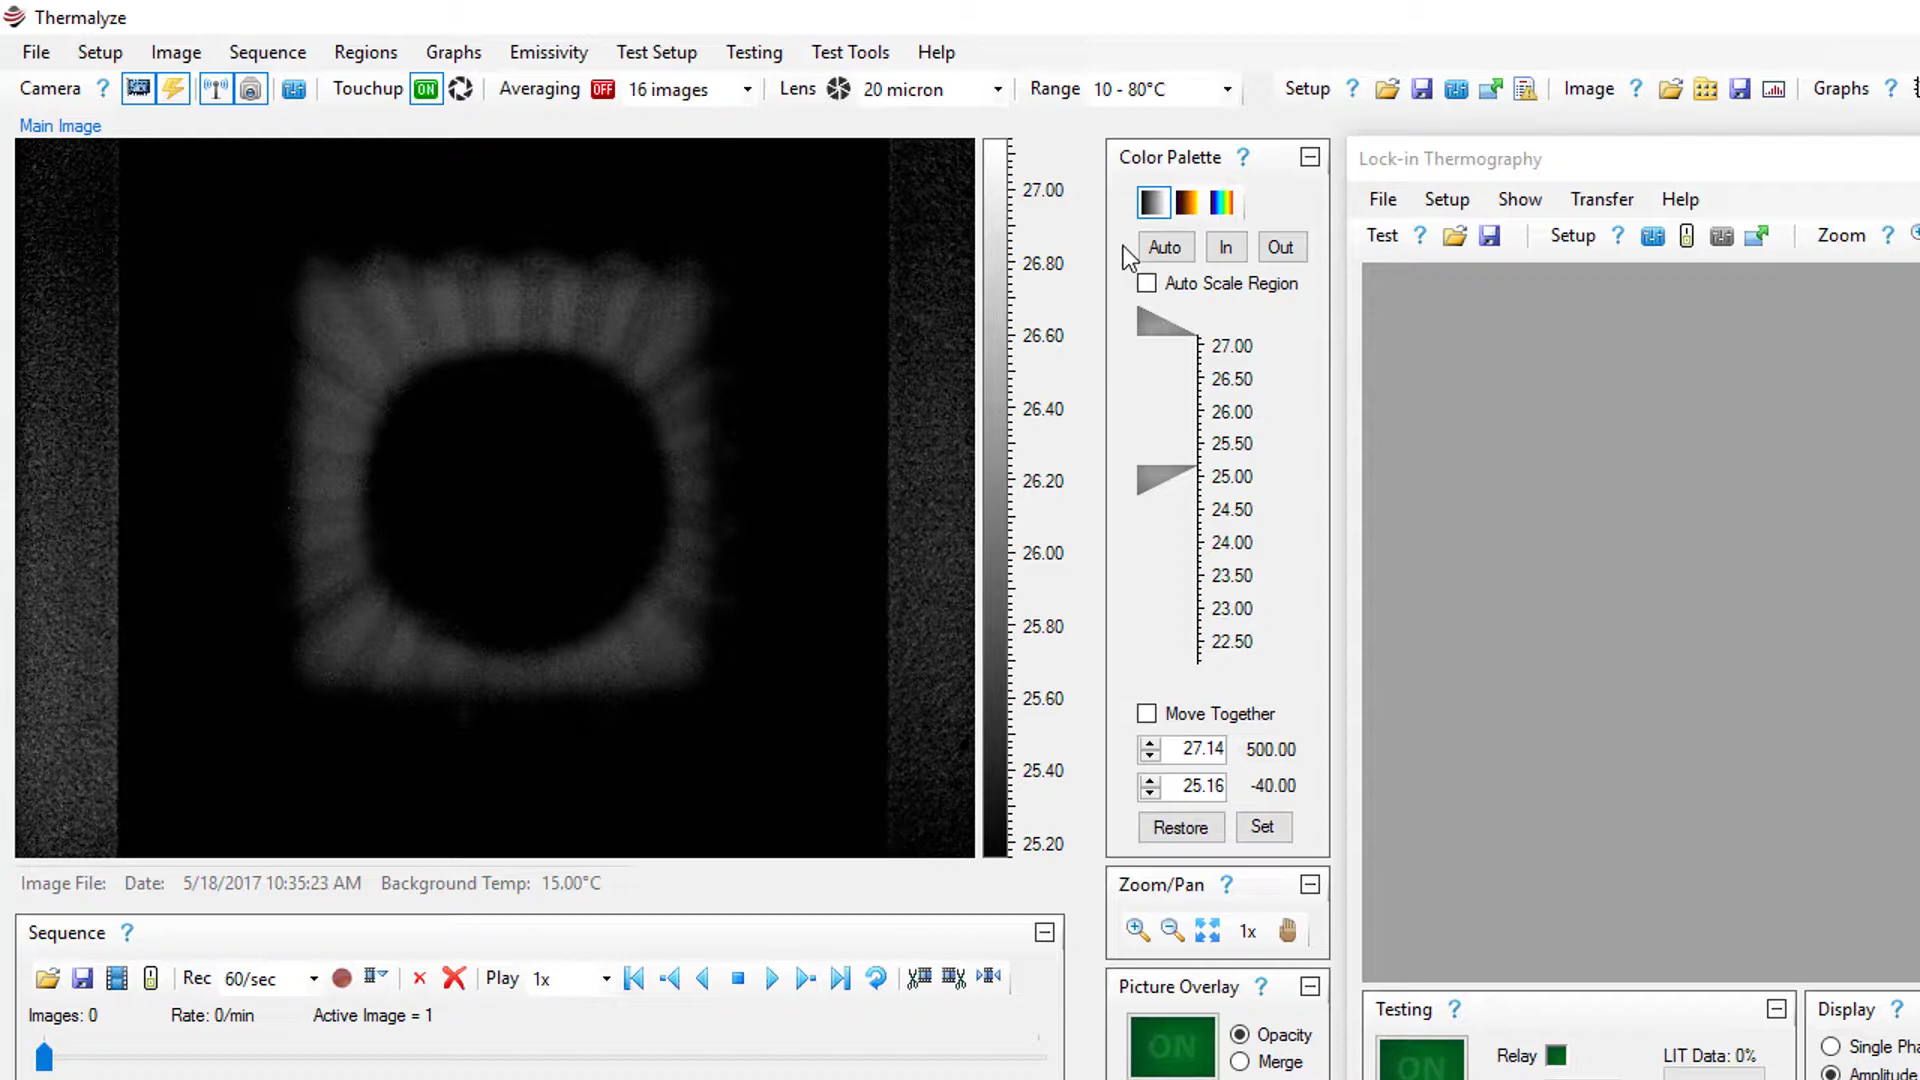 Thermalyze
File Setup Image Sequence Regions Graphs Emissivity Test Setup Testing Test Tools Help
Camera ? Touchup ON Averaging OFF 16 images Lens 20 micron Range 10 - 80°C Setup ? Image ? Graphs ?
Main Image
27.00
26.80
26.60
26.40
26.20
26.00
25.80
25.60
25.40
25.20
Color Palette ?
Auto In Out
Auto Scale Region
27.00
26.50
26.00
25.50
25.00
24.50
24.00
23.50
23.00
22.50
Move Together
27.14 500.00
25.16 -40.00
Restore Set
Zoom/Pan ?
1x
Picture Overlay ?
ON Opacity
Merge
Lock-in Thermography
File Setup Show Transfer Help
Test ? Setup ? Zoom ?
Image File: Date: 5/18/2017 10:35:23 AM Background Temp: 15.00°C
Sequence ?
Rec 60/sec Play 1x
Images: 0 Rate: 0/min Active Image = 1
Testing ?
ON Relay LIT Data: 0%
Display ?
Single Pha
Amplitude